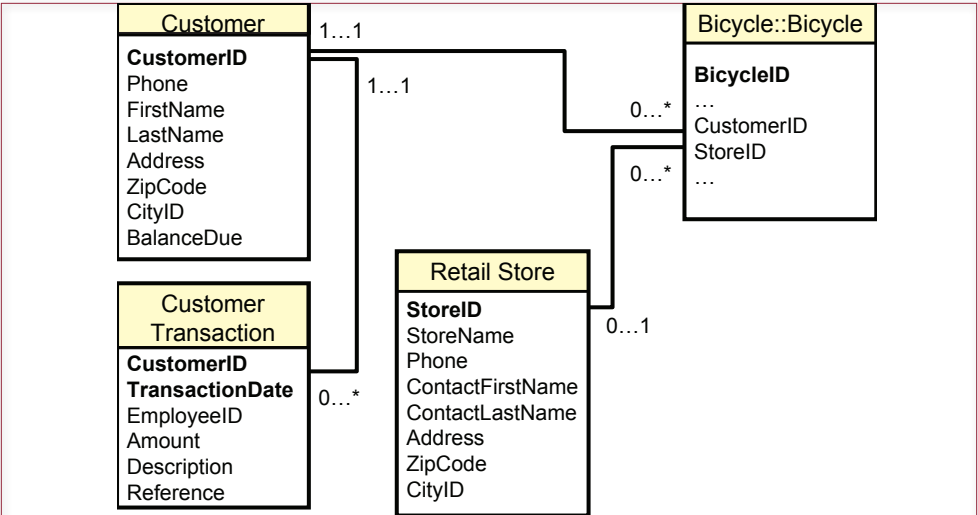 Customer
CustomerID
Phone
FirstName
LastName
Address
ZipCode
CityID
BalanceDue
1…1
1…1
Bicycle::Bicycle
BicycleID
…
CustomerID
StoreID
…
0…*
0…*
Customer
Transaction
CustomerID
TransactionDate
EmployeeID
Amount
Description
Reference
0…*
Retail Store
StoreID
StoreName
Phone
ContactFirstName
ContactLastName
Address
ZipCode
CityID
0…1